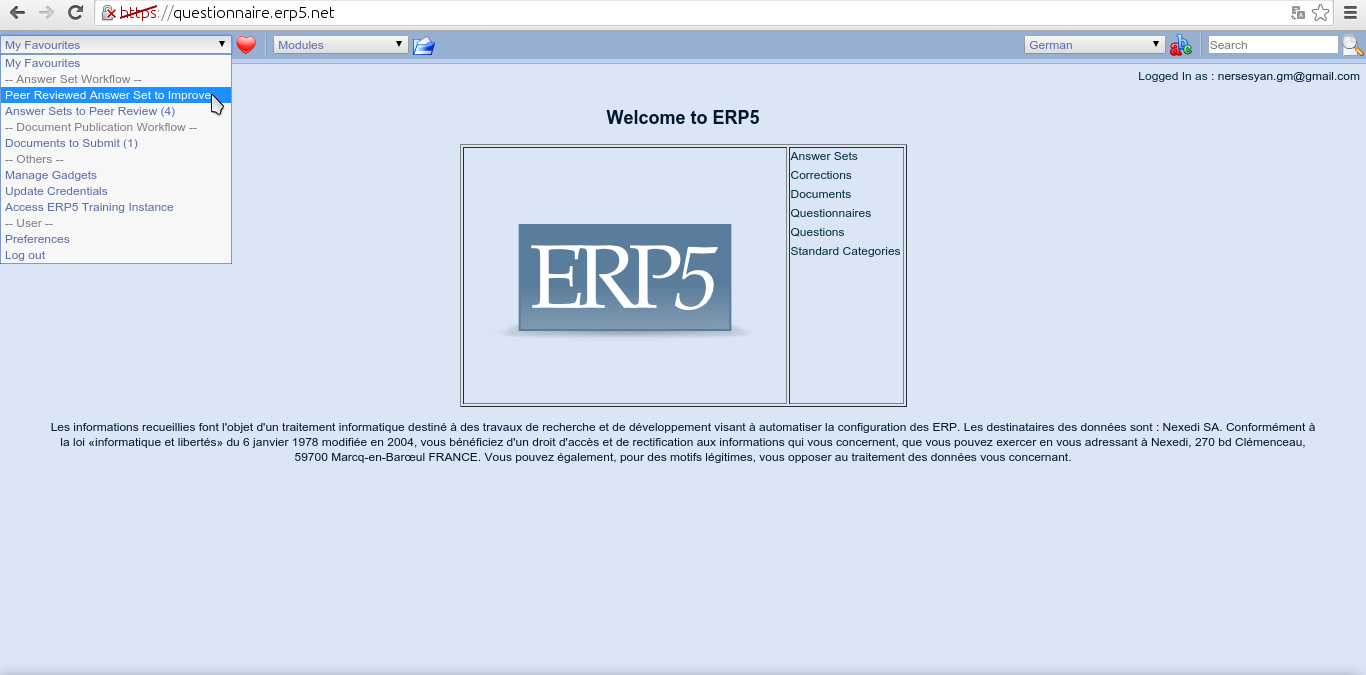 https://questionnaire.erp5.net
My Favourites
Modules
German
abc
Search
My Favourites
-- Answer Set Workflow --
Peer Reviewed Answer Set to Improve
Answer Sets to Peer Review (4)
-- Document Publication Workflow --
Documents to Submit (1)
-- Others --
Manage Gadgets
Update Credentials
Access ERP5 Training Instance
-- User --
Preferences
Log out
Logged In as : nersesyan.gm@gmail.com
Welcome to ERP5
ERP5
Answer Sets
Corrections
Documents
Questionnaires
Questions
Standard Categories
Les informations recueillies font l'objet d'un traitement informatique destiné à des travaux de recherche et de développement visant à automatiser la configuration des ERP. Les destinataires des données sont : Nexedi SA. Conformément à
la loi «informatique et libertés» du 6 janvier 1978 modifiée en 2004, vous bénéficiez d'un droit d'accès et de rectification aux informations qui vous concernent, que vous pouvez exercer en vous adressant à Nexedi, 270 bd Clémenceau,
59700 Marcq-en-Barœul FRANCE. Vous pouvez également, pour des motifs légitimes, vous opposer au traitement des données vous concernant.